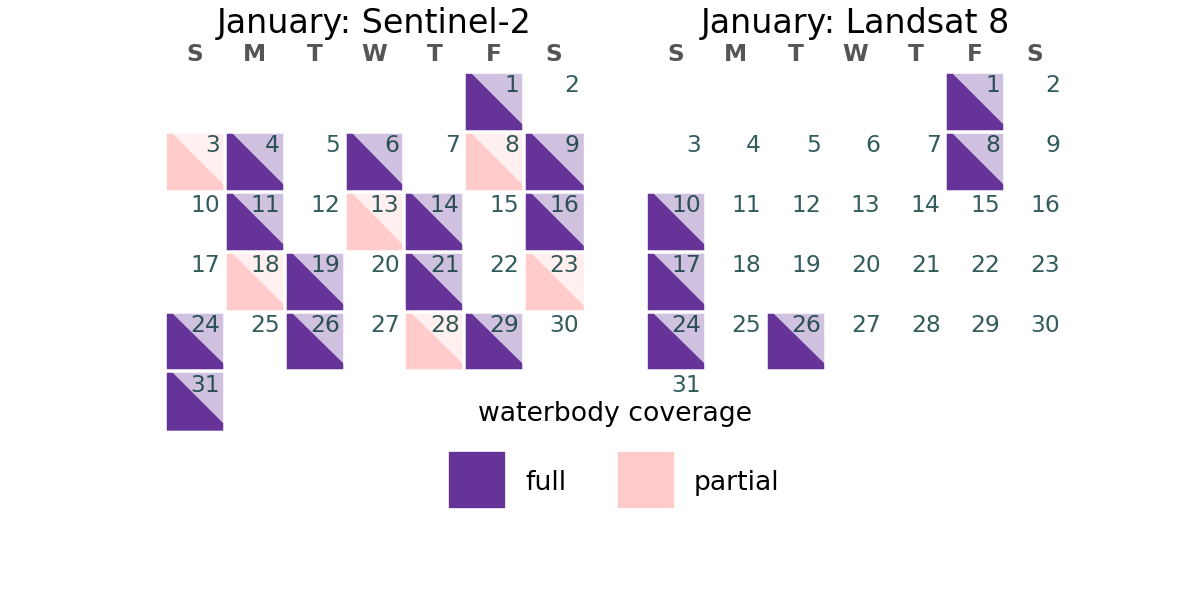 January: Sentinel-2
S M T W T F S
1 2
3 4 5 6 7 8 9
10 11 12 13 14 15 16
17 18 19 20 21 22 23
24 25 26 27 28 29 30
31
January: Landsat 8
S M T W T F S
1 2
3 4 5 6 7 8 9
10 11 12 13 14 15 16
17 18 19 20 21 22 23
24 25 26 27 28 29 30
31
waterbody coverage
full
partial